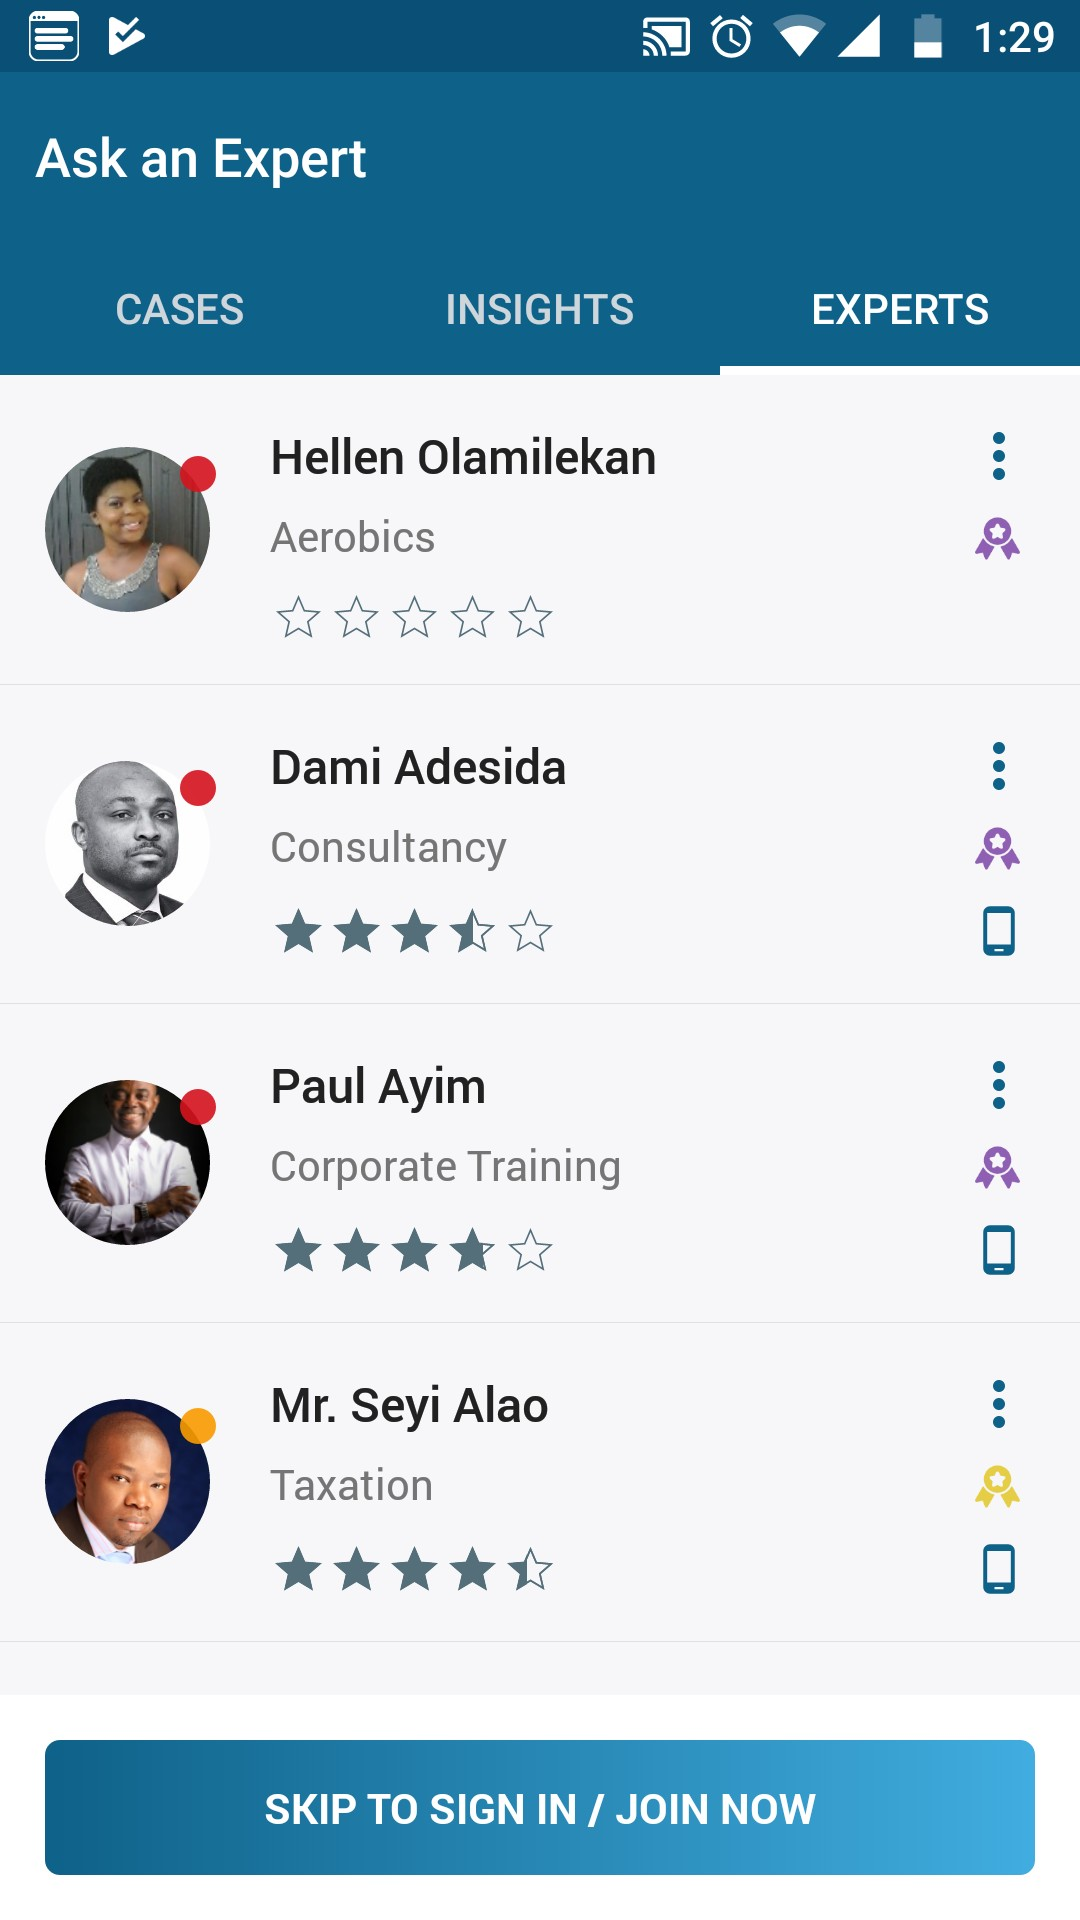 1:29
Ask an Expert
CASES INSIGHTS EXPERTS
Hellen Olamilekan
Aerobics
Dami Adesida
Consultancy
Paul Ayim
Corporate Training
Mr. Seyi Alao
Taxation
SKIP TO SIGN IN / JOIN NOW